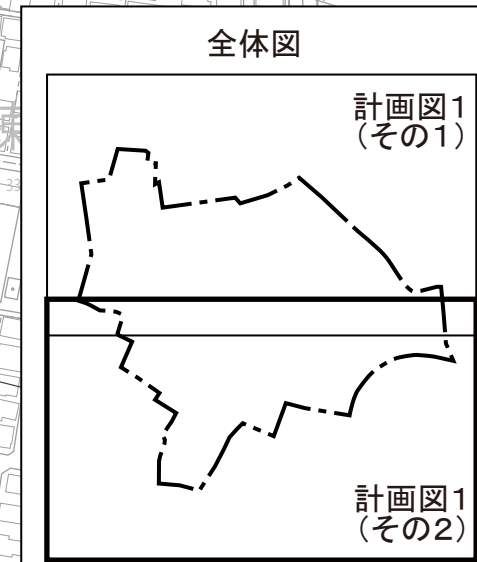 全体図
計画図1
（その1）
計画図1
（その2）